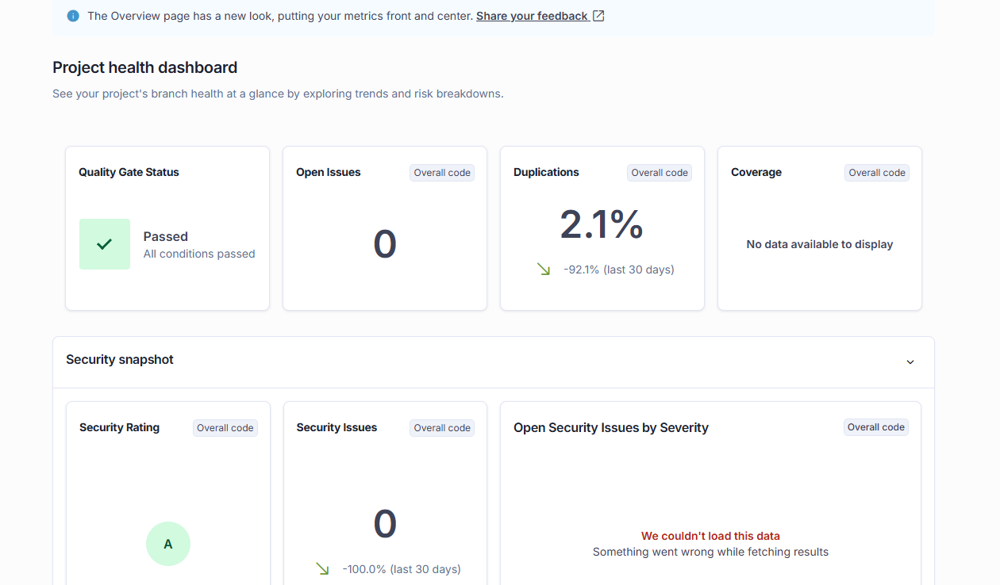 The Overview page has a new look, putting your metrics front and center. Share your feedback
Project health dashboard
See your project's branch health at a glance by exploring trends and risk breakdowns.
Quality Gate Status
Passed
All conditions passed
Open Issues
Overall code
0
Duplications
Overall code
2.1%
-92.1% (last 30 days)
Coverage
Overall code
No data available to display
Security snapshot
Security Rating
Overall code
A
Security Issues
Overall code
0
-100.0% (last 30 days)
Open Security Issues by Severity
Overall code
We couldn't load this data
Something went wrong while fetching results